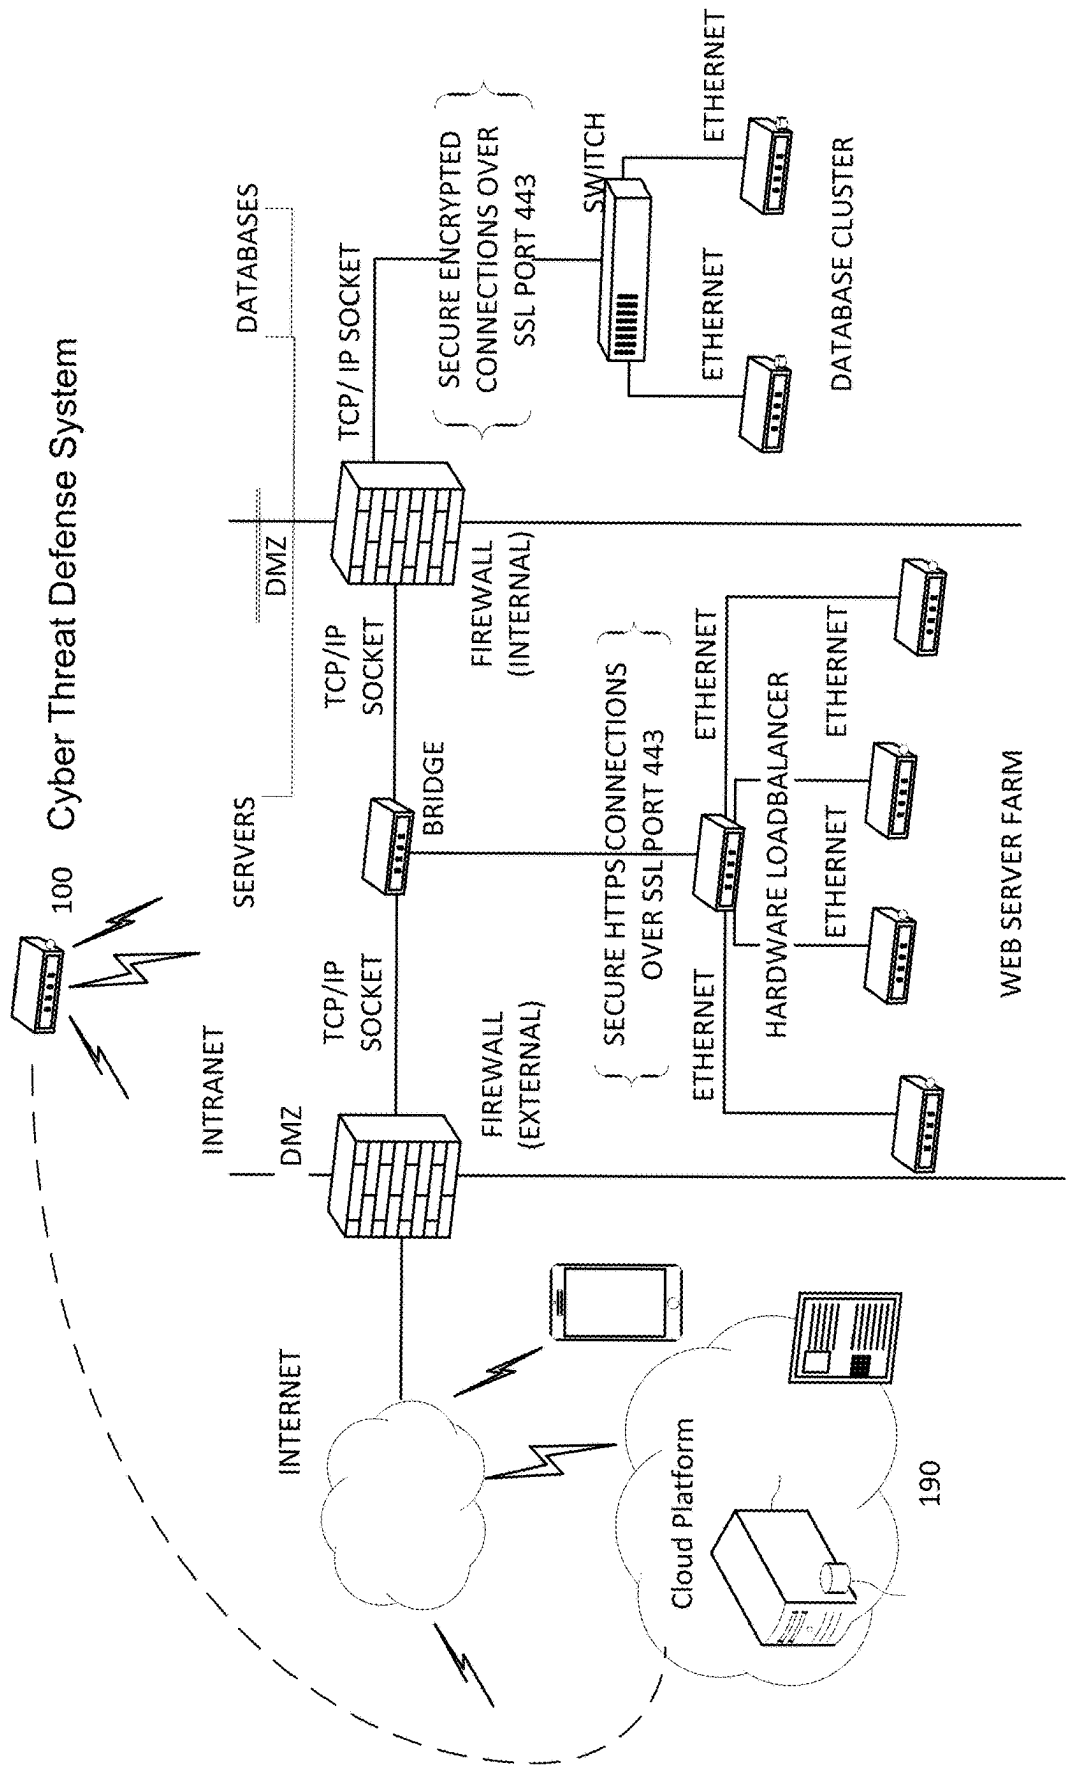 100 Cyber Threat Defense System
INTRANET
SERVERS
DATABASES
INTERNET
DMZ
DMZ
TCP/IP
SOCKET
TCP/IP
SOCKET
TCP/ IP SOCKET
BRIDGE
FIREWALL
(EXTERNAL)
FIREWALL
(INTERNAL)
SECURE ENCRYPTED
CONNECTIONS OVER
SSL PORT 443
SWITCH
SECURE HTTPS CONNECTIONS
OVER SSL PORT 443
ETHERNET
ETHERNET
ETHERNET
ETHERNET
HARDWARE LOADBALANCER
ETHERNET
ETHERNET
DATABASE CLUSTER
WEB SERVER FARM
Cloud Platform
190